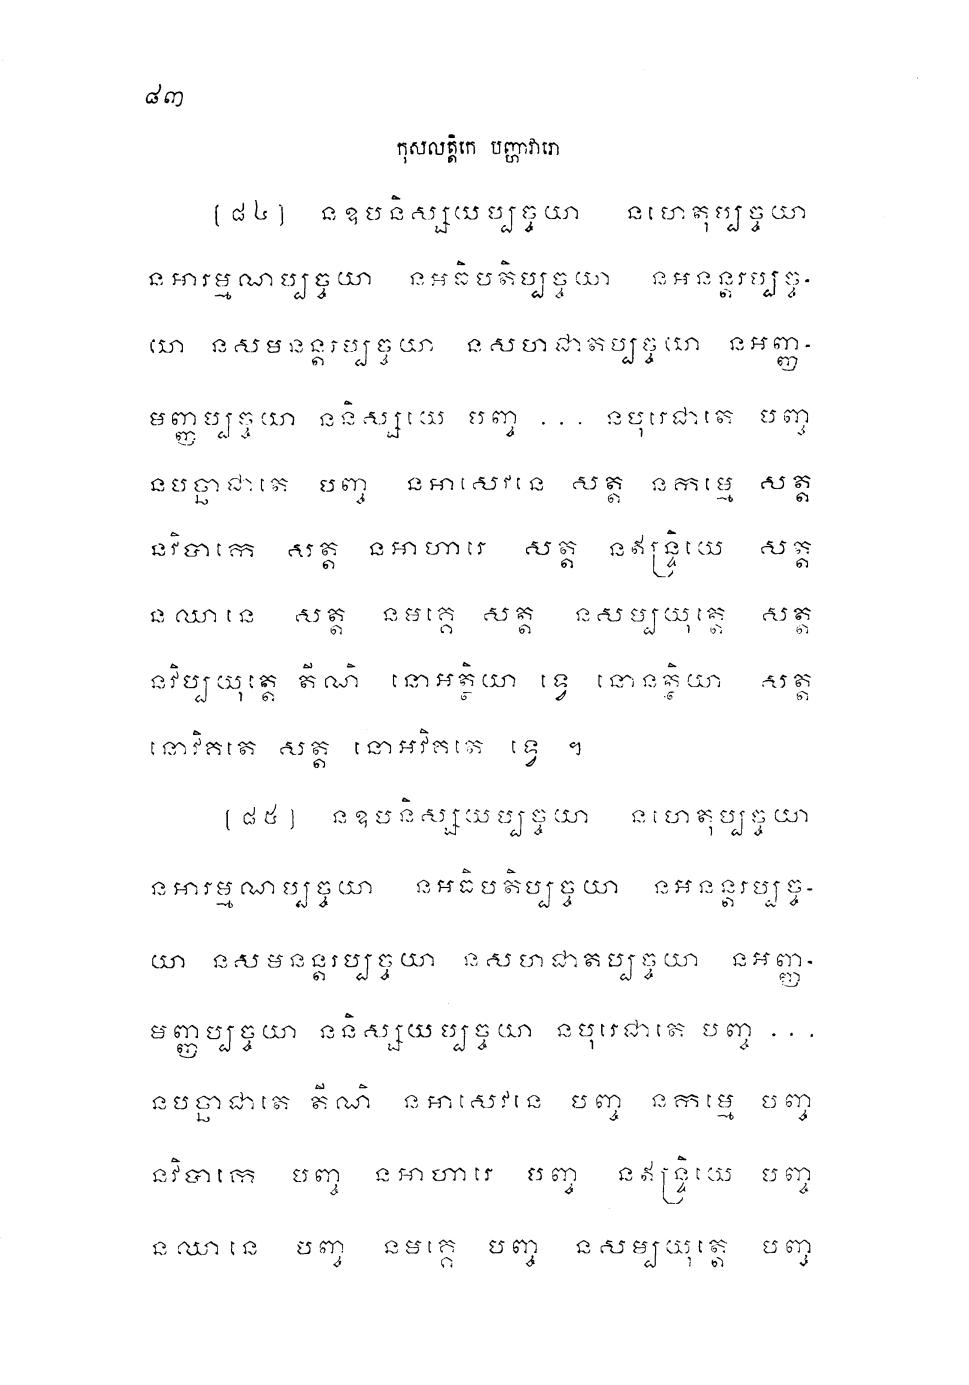 ៨៣
កុសលត្តិកេ បញ្ហាវារោ
(៨៤) នឧបនិស្សយប្បច្ចយា នហេតុប្បច្ចយា
នអារម្មណប្បច្ចយា នអធិបតិប្បច្ចយា នអនន្តរប្បច្ច-
យា នសមនន្តរប្បច្ចយា នសហជាតប្បច្ចយា នអញ្ញ-
មញ្ញប្បច្ចយា ននិស្សយេ បញ្ច ... នបុរេជាតេ បញ្ច
នបច្ឆាជាតេ បញ្ច នអាសេវនេ សត្ត នកម្មេ សត្ត
នវិបាកេ សត្ត នអាហារេ សត្ត នឥន្ទ្រិយេ សត្ត
នឈានេ សត្ត នមគ្គេ សត្ត នសម្បយុត្តេ សត្ត
នវិប្បយុត្តេ តីណិ នោអត្ថិយា ទ្វេ នោនត្ថិយា សត្ត
នោវិគតេ សត្ត នោអវិគតេ ទ្វេ ។
(៨៥) នឧបនិស្សយប្បច្ចយា នហេតុប្បច្ចយា
នអារម្មណប្បច្ចយា នអធិបតិប្បច្ចយា នអនន្តរប្បច្ច-
យា នសមនន្តរប្បច្ចយា នសហជាតប្បច្ចយា នអញ្ញ-
មញ្ញប្បច្ចយា ននិស្សយប្បច្ចយា នបុរេជាតេ បញ្ច ...
នបច្ឆាជាតេ តីណិ នអាសេវនេ បញ្ច នកម្មេ បញ្ច
នវិបាកេ បញ្ច នអាហារេ បញ្ច នឥន្ទ្រិយេ បញ្ច
នឈានេ បញ្ច នមគ្គេ បញ្ច នសម្បយុត្តេ បញ្ច